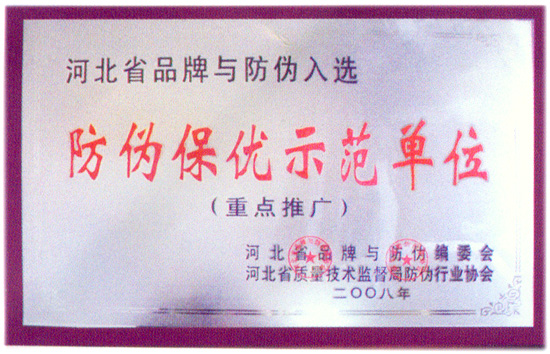 河北省品牌与防伪入选
防伪保优示范单位
（重点推广）
河北省品牌与防伪编委会
河北省质量技术监督局防伪行业协会
二〇〇八年